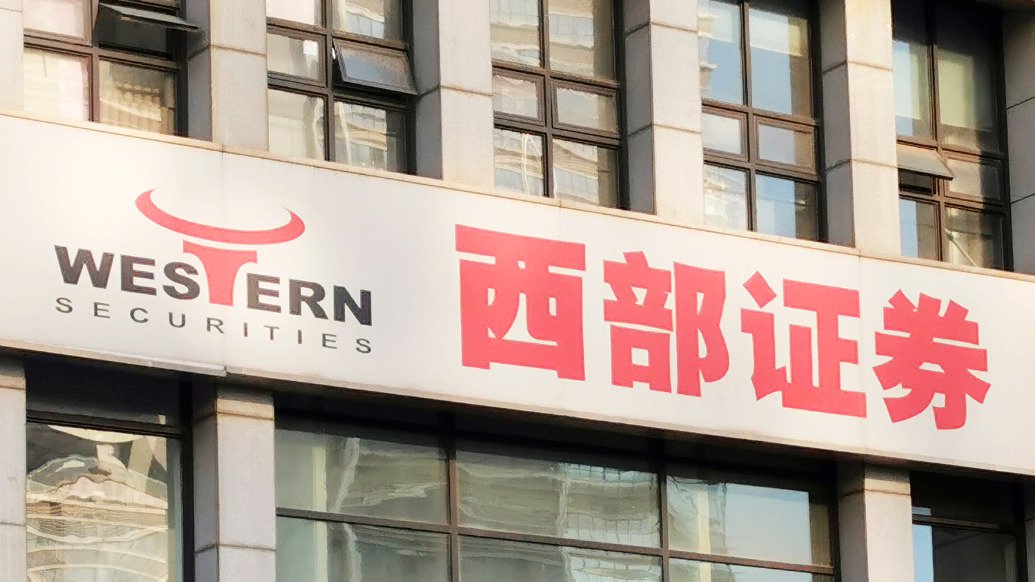 WESTERN
SECURITIES
西部证券